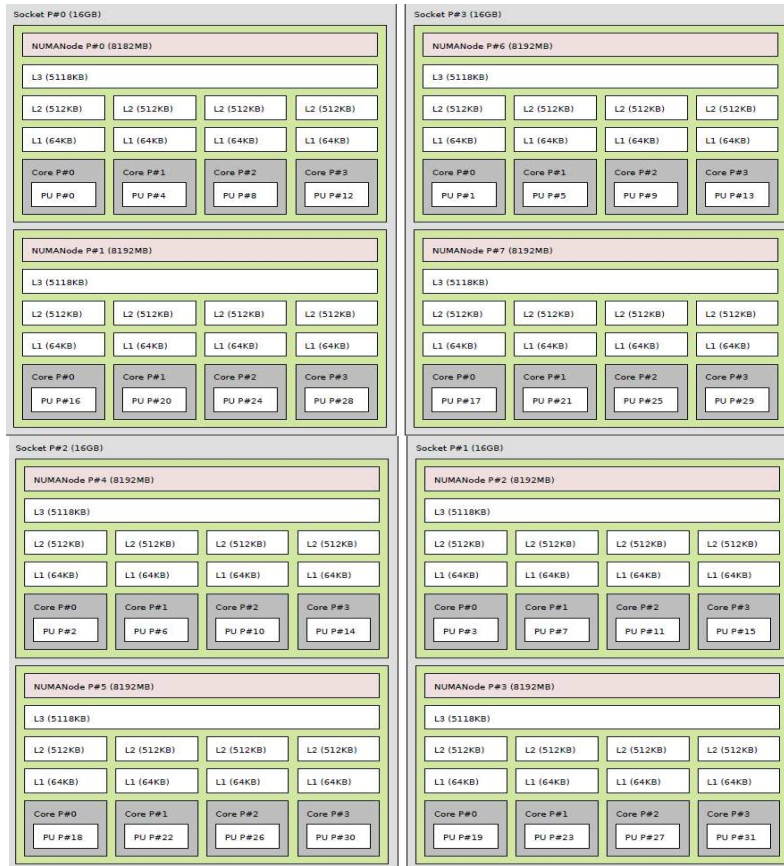 Socket P#0 (16GB)
NUMANode P#0 (8182MB)
L3 (5118KB)
L2 (512KB) L2 (512KB) L2 (512KB) L2 (512KB)
L1 (64KB) L1 (64KB) L1 (64KB) L1 (64KB)
Core P#0 Core P#1 Core P#2 Core P#3
PU P#0 PU P#4 PU P#8 PU P#12
NUMANode P#1 (8192MB)
L3 (5118KB)
L2 (512KB) L2 (512KB) L2 (512KB) L2 (512KB)
L1 (64KB) L1 (64KB) L1 (64KB) L1 (64KB)
Core P#0 Core P#1 Core P#2 Core P#3
PU P#16 PU P#20 PU P#24 PU P#28
Socket P#3 (16GB)
NUMANode P#6 (8192MB)
L3 (5118KB)
L2 (512KB) L2 (512KB) L2 (512KB) L2 (512KB)
L1 (64KB) L1 (64KB) L1 (64KB) L1 (64KB)
Core P#0 Core P#1 Core P#2 Core P#3
PU P#1 PU P#5 PU P#9 PU P#13
NUMANode P#7 (8192MB)
L3 (5118KB)
L2 (512KB) L2 (512KB) L2 (512KB) L2 (512KB)
L1 (64KB) L1 (64KB) L1 (64KB) L1 (64KB)
Core P#0 Core P#1 Core P#2 Core P#3
PU P#17 PU P#21 PU P#25 PU P#29
Socket P#2 (16GB)
NUMANode P#4 (8192MB)
L3 (5118KB)
L2 (512KB) L2 (512KB) L2 (512KB) L2 (512KB)
L1 (64KB) L1 (64KB) L1 (64KB) L1 (64KB)
Core P#0 Core P#1 Core P#2 Core P#3
PU P#2 PU P#6 PU P#10 PU P#14
NUMANode P#5 (8192MB)
L3 (5118KB)
L2 (512KB) L2 (512KB) L2 (512KB) L2 (512KB)
L1 (64KB) L1 (64KB) L1 (64KB) L1 (64KB)
Core P#0 Core P#1 Core P#2 Core P#3
PU P#18 PU P#22 PU P#26 PU P#30
Socket P#1 (16GB)
NUMANode P#2 (8192MB)
L3 (5118KB)
L2 (512KB) L2 (512KB) L2 (512KB) L2 (512KB)
L1 (64KB) L1 (64KB) L1 (64KB) L1 (64KB)
Core P#0 Core P#1 Core P#2 Core P#3
PU P#3 PU P#7 PU P#11 PU P#15
NUMANode P#3 (8192MB)
L3 (5118KB)
L2 (512KB) L2 (512KB) L2 (512KB) L2 (512KB)
L1 (64KB) L1 (64KB) L1 (64KB) L1 (64KB)
Core P#0 Core P#1 Core P#2 Core P#3
PU P#19 PU P#23 PU P#27 PU P#31